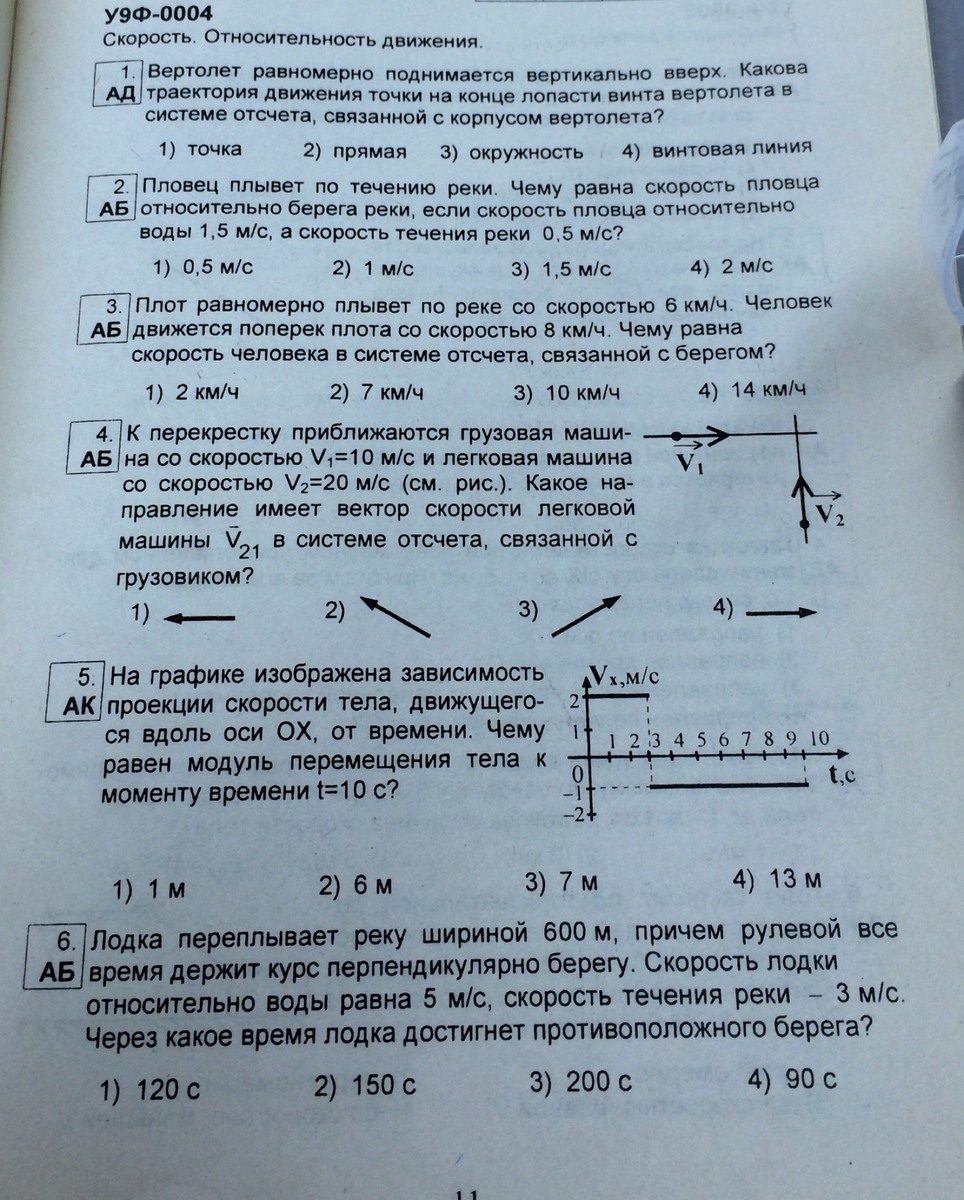 У9Ф-0004
Скорость. Относительность движения.
1. Вертолет равномерно поднимается вертикально вверх. Какова
АД траектория движения точки на конце лопасти винта вертолета в
системе отсчета, связанной с корпусом вертолета?
1) точка 2) прямая 3) окружность 4) винтовая линия
2. Пловец плывет по течению реки. Чему равна скорость пловца
АБ относительно берега реки, если скорость пловца относительно
воды 1,5 м/с, а скорость течения реки 0,5 м/с?
1) 0,5 м/с 2) 1 м/с 3) 1,5 м/с 4) 2 м/с
3. Плот равномерно плывет по реке со скоростью 6 км/ч. Человек
АБ движется поперек плота со скоростью 8 км/ч. Чему равна
скорость человека в системе отсчета, связанной с берегом?
1) 2 км/ч 2) 7 км/ч 3) 10 км/ч 4) 14 км/ч
4. К перекрестку приближаются грузовая маши-
АБ на со скоростью V₁=10 м/с и легковая машина
со скоростью V₂=20 м/с (см. рис.). Какое на-
правление имеет вектор скорости легковой
машины V̄₂₁ в системе отсчета, связанной с
грузовиком?
V⃗₁
V⃗₂
1) 2) 3) 4)
5. На графике изображена зависимость
АК проекции скорости тела, движущего-
ся вдоль оси OX, от времени. Чему
равен модуль перемещения тела к
моменту времени t=10 с?
Vₓ,м/с
2
1
1 2 3 4 5 6 7 8 9 10
0
t,с
-1
-2
1) 1 м 2) 6 м 3) 7 м 4) 13 м
6. Лодка переплывает реку шириной 600 м, причем рулевой все
АБ время держит курс перпендикулярно берегу. Скорость лодки
относительно воды равна 5 м/с, скорость течения реки – 3 м/с.
Через какое время лодка достигнет противоположного берега?
1) 120 с 2) 150 с 3) 200 с 4) 90 с
11